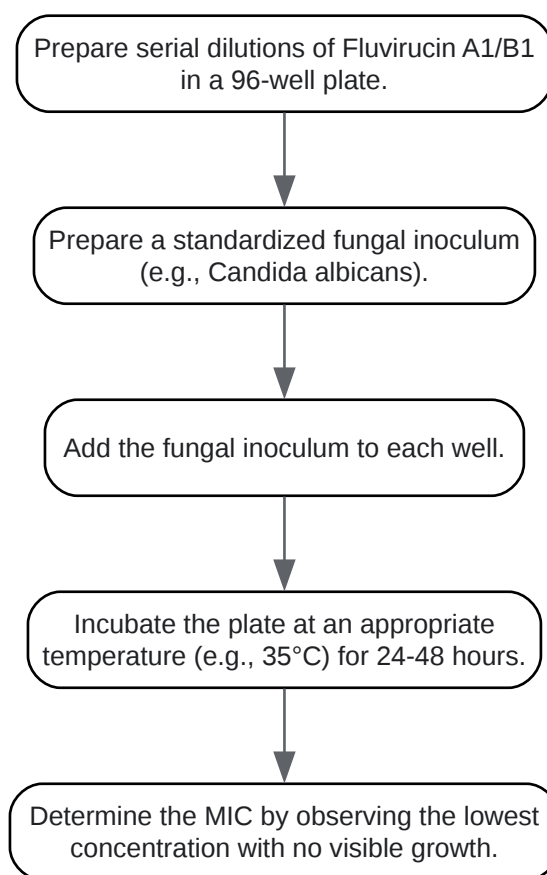 Prepare serial dilutions of Fluvirucin A1/B1
in a 96-well plate.
Prepare a standardized fungal inoculum
(e.g., Candida albicans).
Add the fungal inoculum to each well.
Incubate the plate at an appropriate
temperature (e.g., 35°C) for 24-48 hours.
Determine the MIC by observing the lowest
concentration with no visible growth.